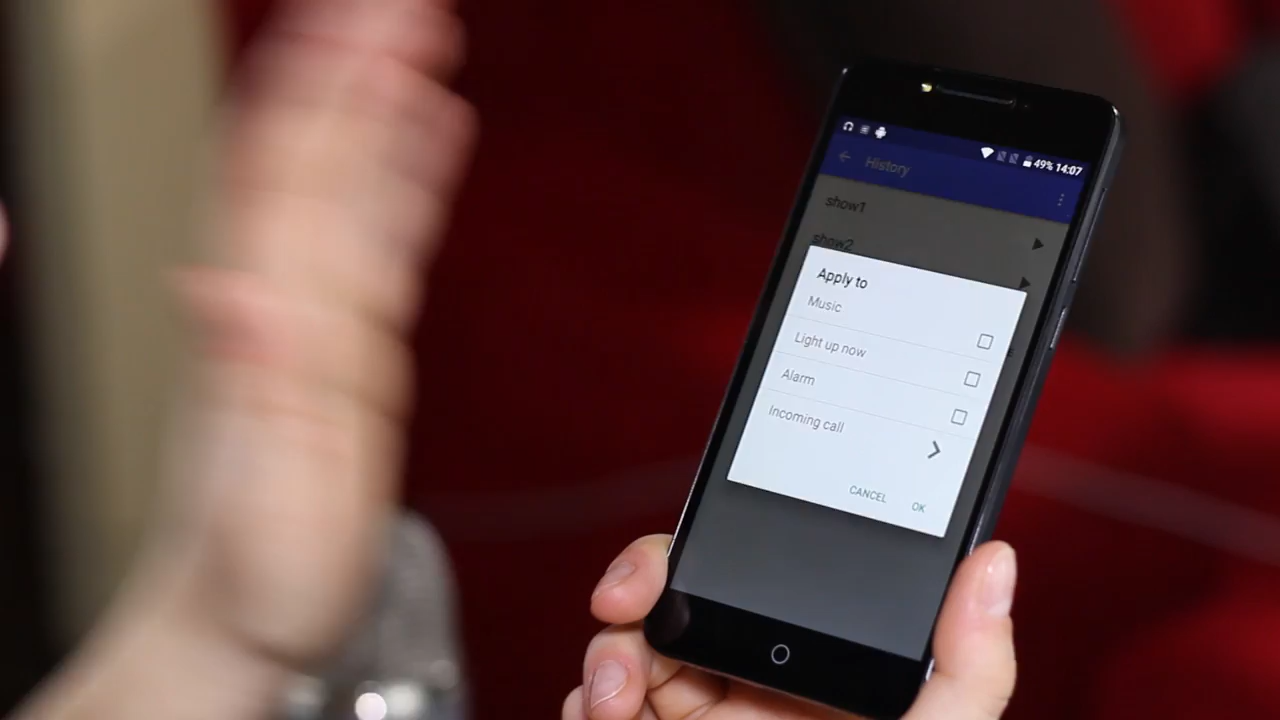 49% 14:07
History
show1
show2
Apply to
Music
Light up now
Alarm
Incoming call
CANCEL OK